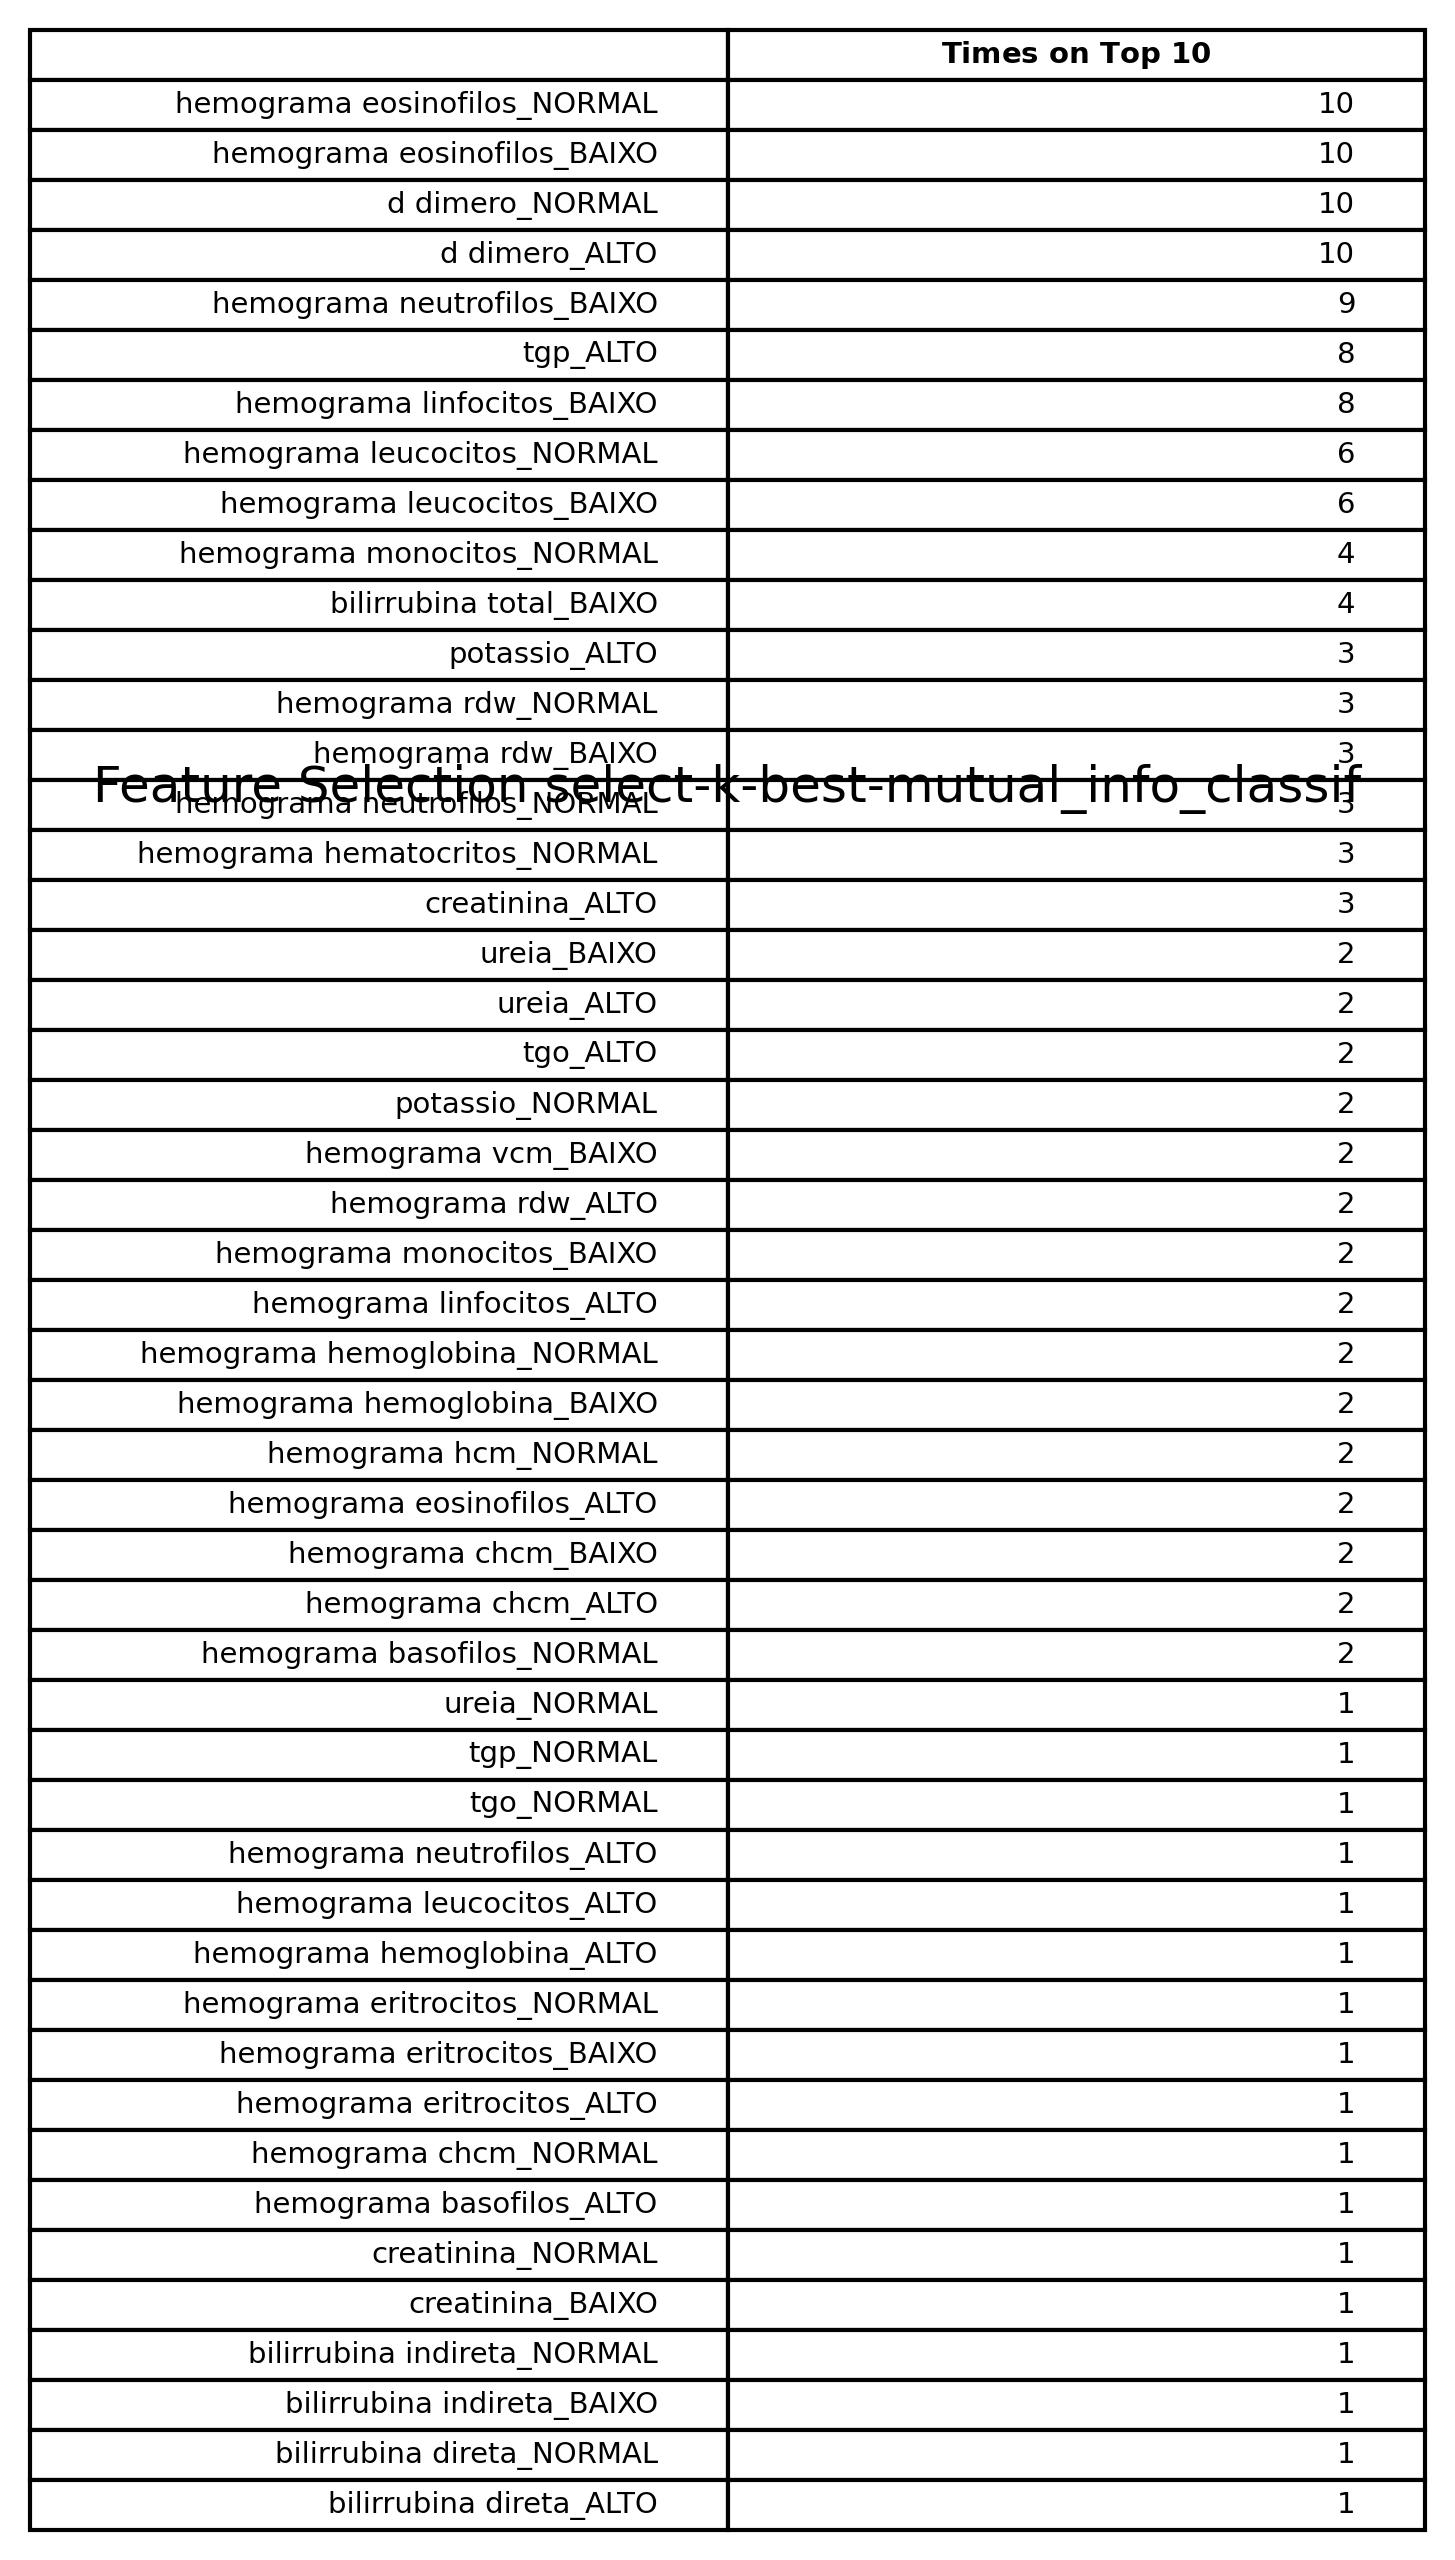 Times on Top 10
hemograma eosinofilos_NORMAL 10
hemograma eosinofilos_BAIXO 10
d dimero_NORMAL 10
d dimero_ALTO 10
hemograma neutrofilos_BAIXO 9
tgp_ALTO 8
hemograma linfocitos_BAIXO 8
hemograma leucocitos_NORMAL 6
hemograma leucocitos_BAIXO 6
hemograma monocitos_NORMAL 4
bilirrubina total_BAIXO 4
potassio_ALTO 3
hemograma rdw_NORMAL 3
hemograma rdw_BAIXO 3
Feature Selection select-k-best-mutual_info_classif
hemograma neutrofilos_NORMAL 3
hemograma hematocritos_NORMAL 3
creatinina_ALTO 3
ureia_BAIXO 2
ureia_ALTO 2
tgo_ALTO 2
potassio_NORMAL 2
hemograma vcm_BAIXO 2
hemograma rdw_ALTO 2
hemograma monocitos_BAIXO 2
hemograma linfocitos_ALTO 2
hemograma hemoglobina_NORMAL 2
hemograma hemoglobina_BAIXO 2
hemograma hcm_NORMAL 2
hemograma eosinofilos_ALTO 2
hemograma chcm_BAIXO 2
hemograma chcm_ALTO 2
hemograma basofilos_NORMAL 2
ureia_NORMAL 1
tgp_NORMAL 1
tgo_NORMAL 1
hemograma neutrofilos_ALTO 1
hemograma leucocitos_ALTO 1
hemograma hemoglobina_ALTO 1
hemograma eritrocitos_NORMAL 1
hemograma eritrocitos_BAIXO 1
hemograma eritrocitos_ALTO 1
hemograma chcm_NORMAL 1
hemograma basofilos_ALTO 1
creatinina_NORMAL 1
creatinina_BAIXO 1
bilirrubina indireta_NORMAL 1
bilirrubina indireta_BAIXO 1
bilirrubina direta_NORMAL 1
bilirrubina direta_ALTO 1